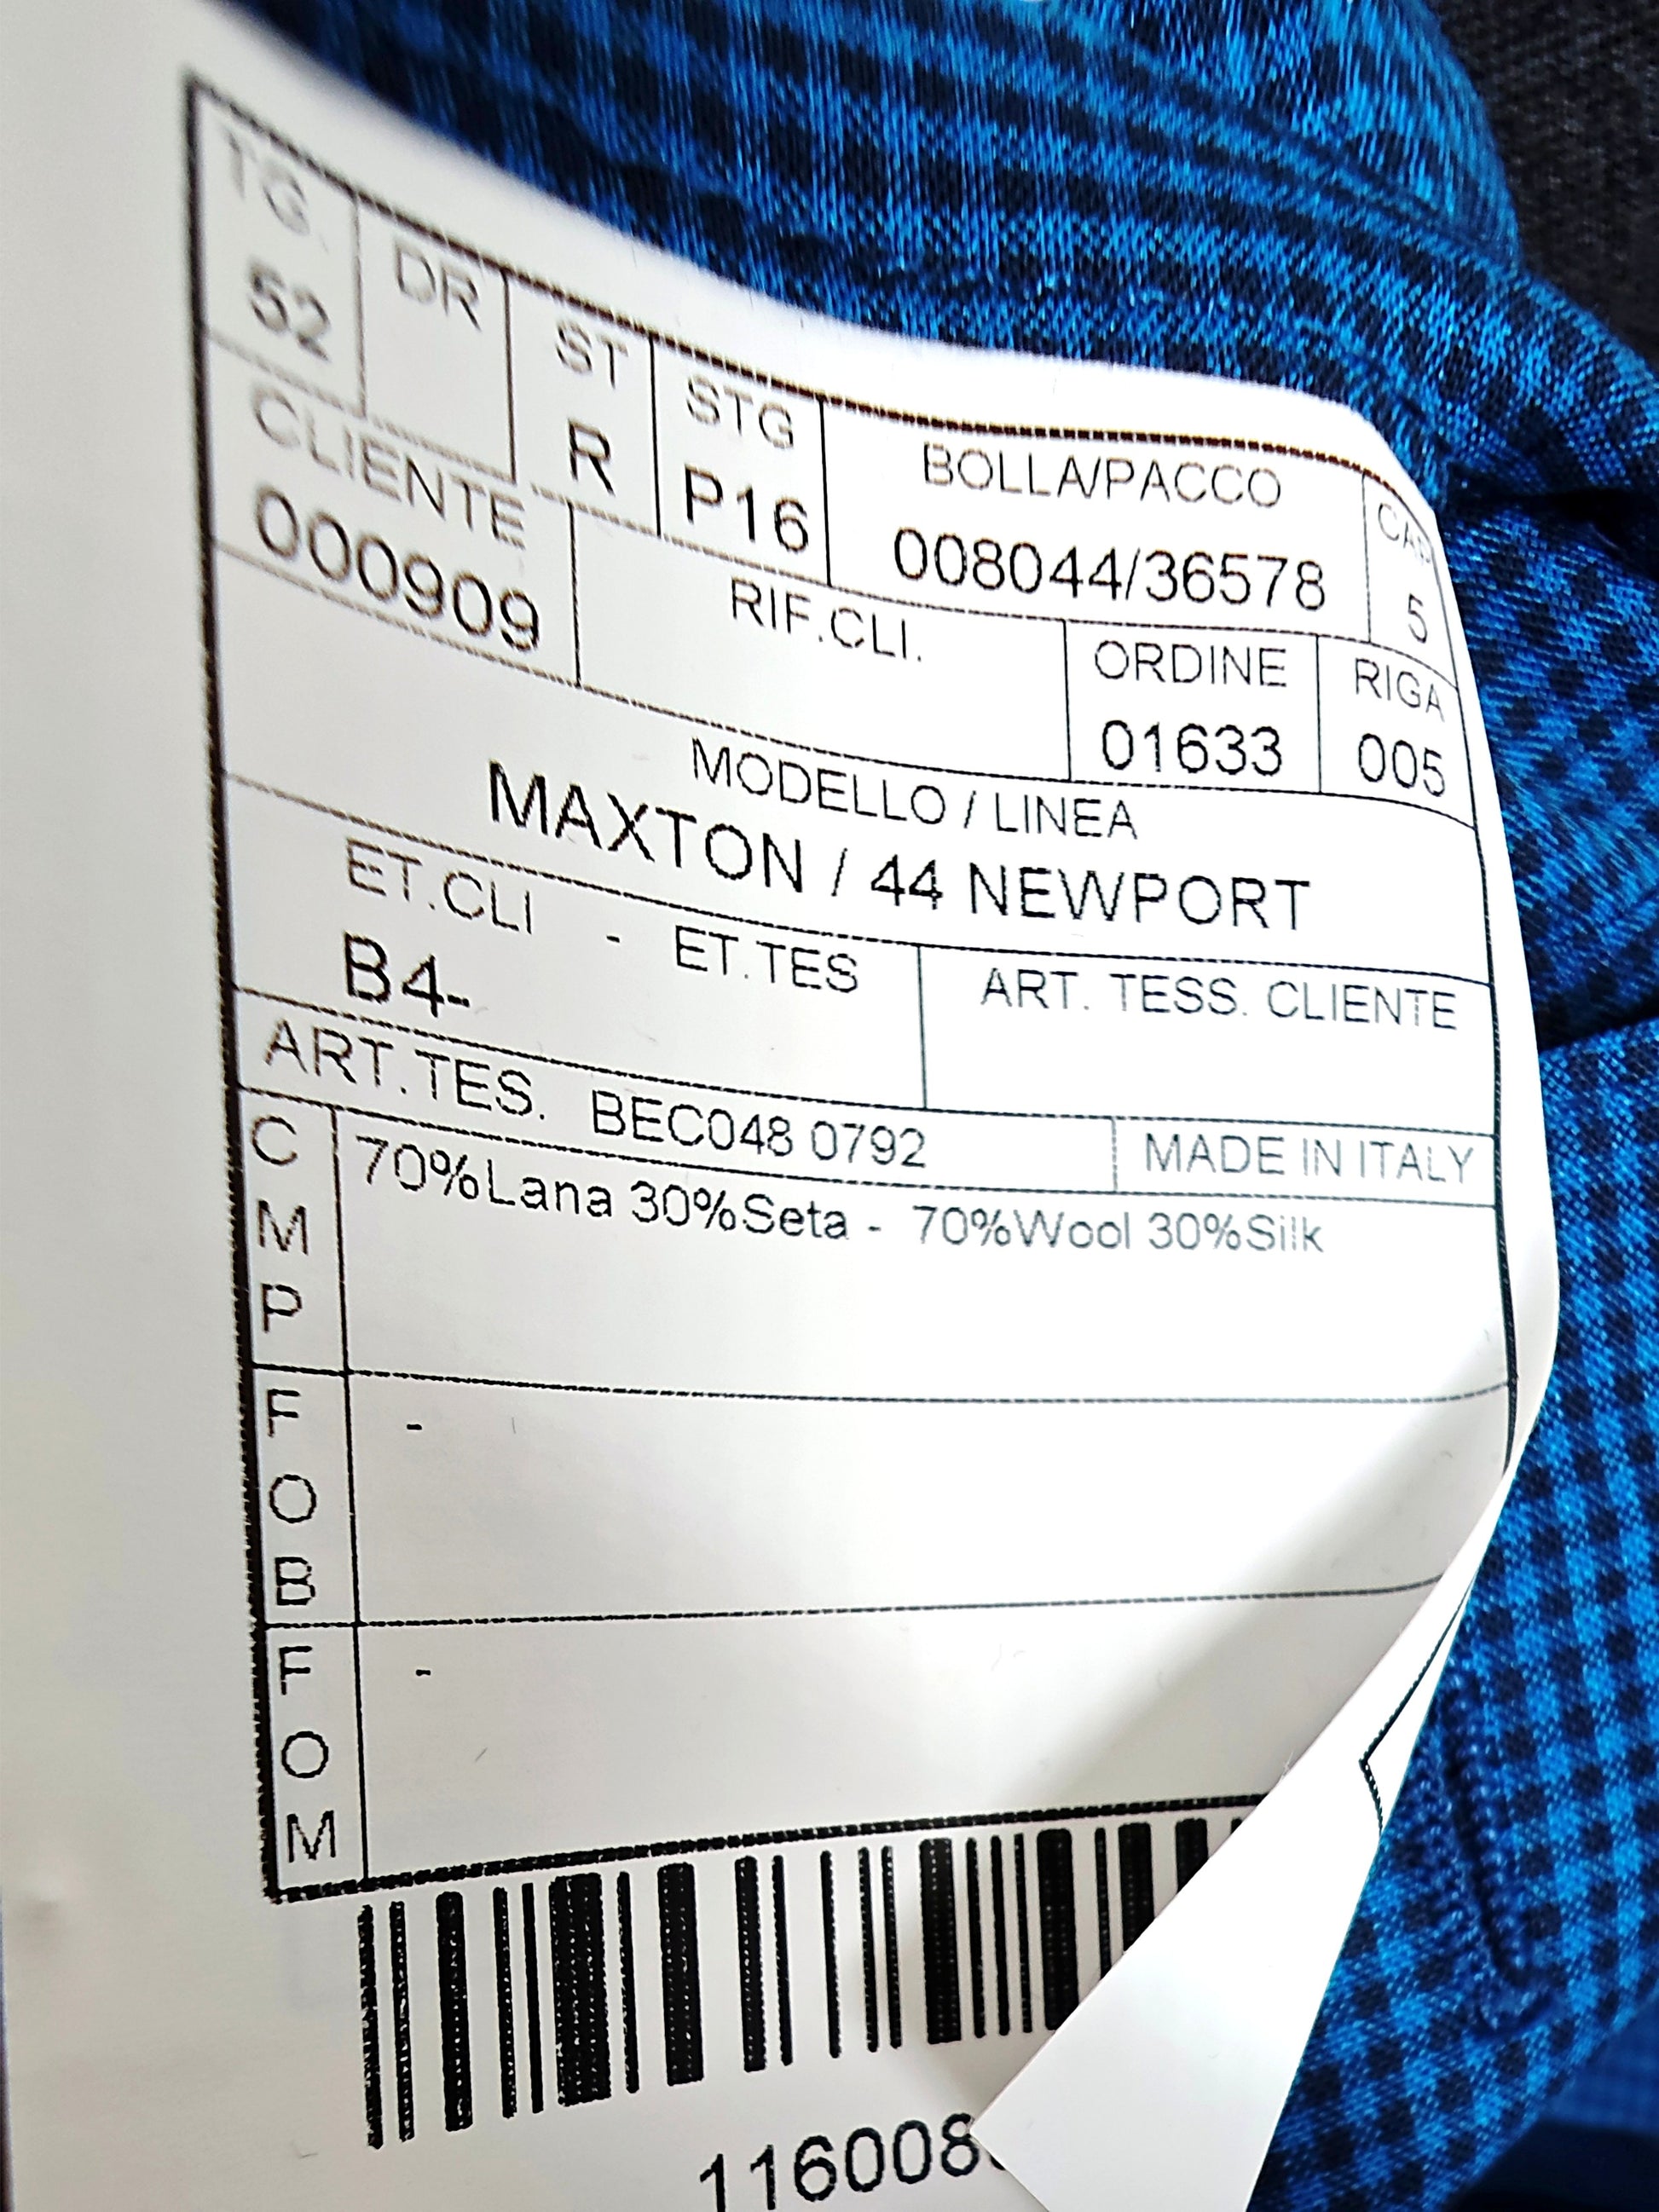 TG. DR ST STG BOLLA/PACCO
52 R P16 008044/36578 5
CLIENTE RIF.CLI. ORDINE RIGA
000909 01633 005
MODELLO / LINEA
MAXTON / 44 NEWPORT
ET.CLI - ET.TES ART. TESS. CLIENTE
B4-
ART.TES. BEC048 0792 MADE IN ITALY
C
M
P
70%Lana 30%Seta - 70%Wool 30%Silk
F
O
B
-
F
O
M
-
116008